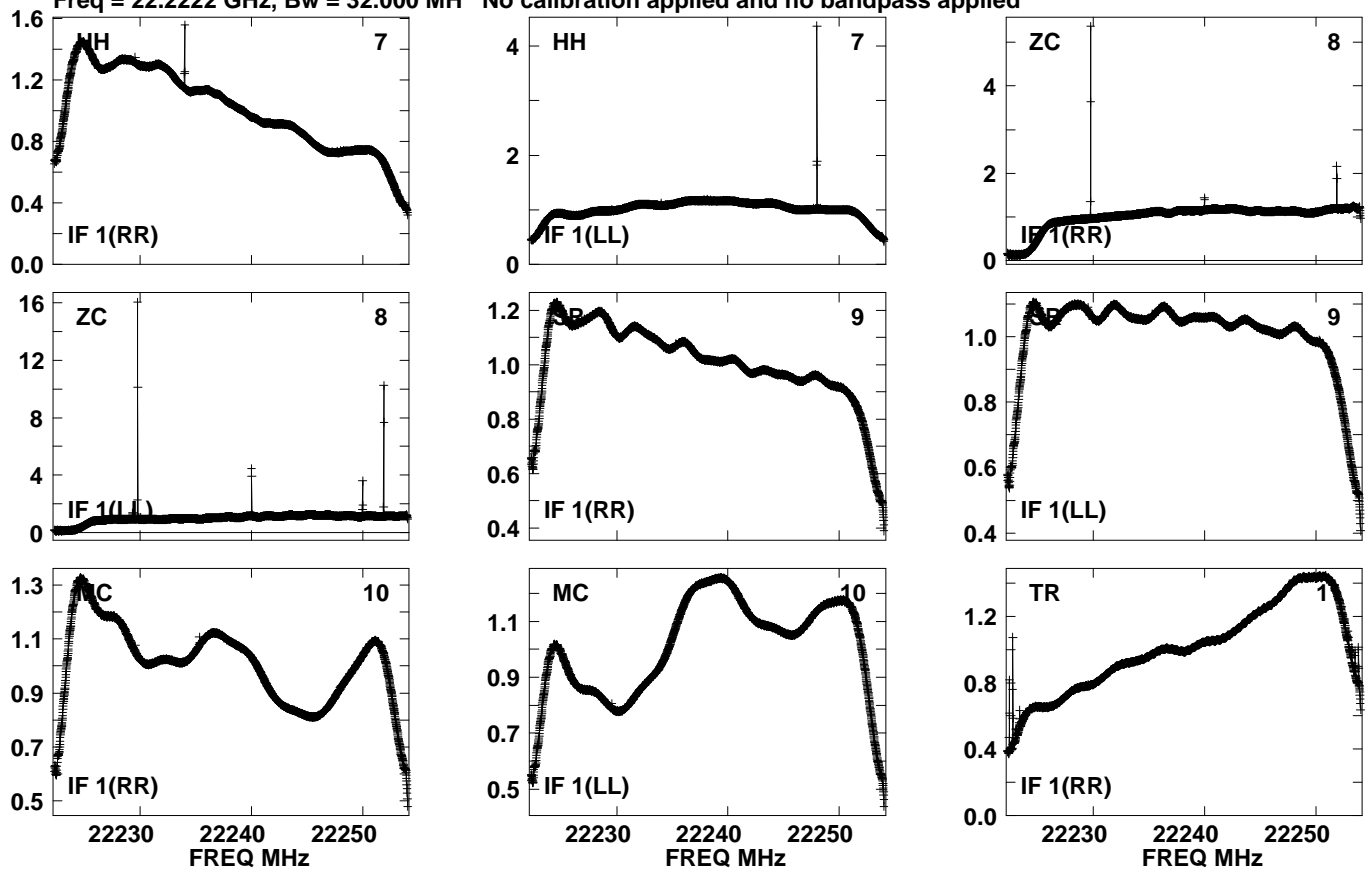 Freq = 22.2222 GHz, Bw = 32.000 MH No calibration applied and no bandpass applied
1.6
1.2
0.8
0.4
0.0
HH
7
IF 1(RR)
4
2
0
HH
7
IF 1(LL)
4
2
0
ZC
8
IF 1(RR)
16
12
8
4
0
ZC
8
IF 1(LL)
1.2
1.0
0.8
0.6
0.4
9
IF 1(RR)
1.0
0.8
0.6
0.4
9
IF 1(LL)
1.3
1.1
0.9
0.7
0.5
MC
10
IF 1(RR)
22230 22240 22250
FREQ MHz
1.1
0.9
0.7
0.5
MC
10
IF 1(LL)
22230 22240 22250
FREQ MHz
1.2
0.8
0.4
0.0
TR
1
IF 1(RR)
22230 22240 22250
FREQ MHz